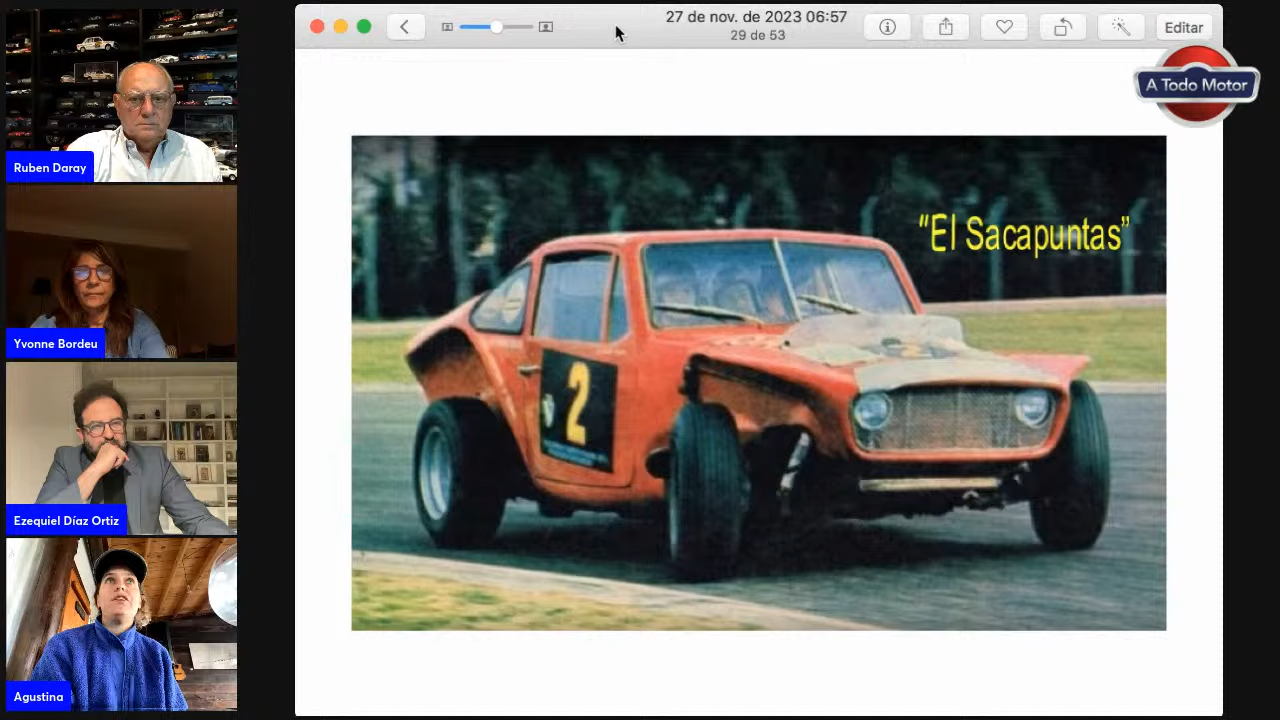 Ruben Daray
Yvonne Bordeu
Ezequiel Díaz Ortiz
Agustina
27 de nov. de 2023 06:57
29 de 53
Editar
A Todo Motor
“El Sacapuntas”
2